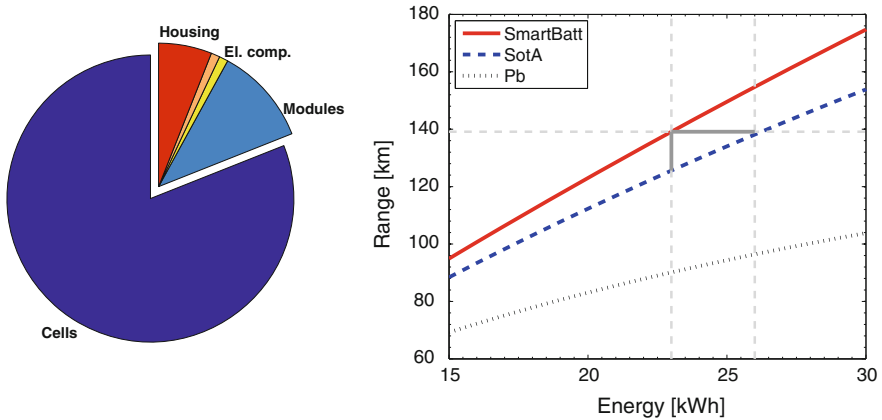 Housing
El. comp.
Modules
Cells
180
160
140
120
100
80
60
Range [km]
SmartBatt
SotA
Pb
15
20
25
30
Energy [kWh]